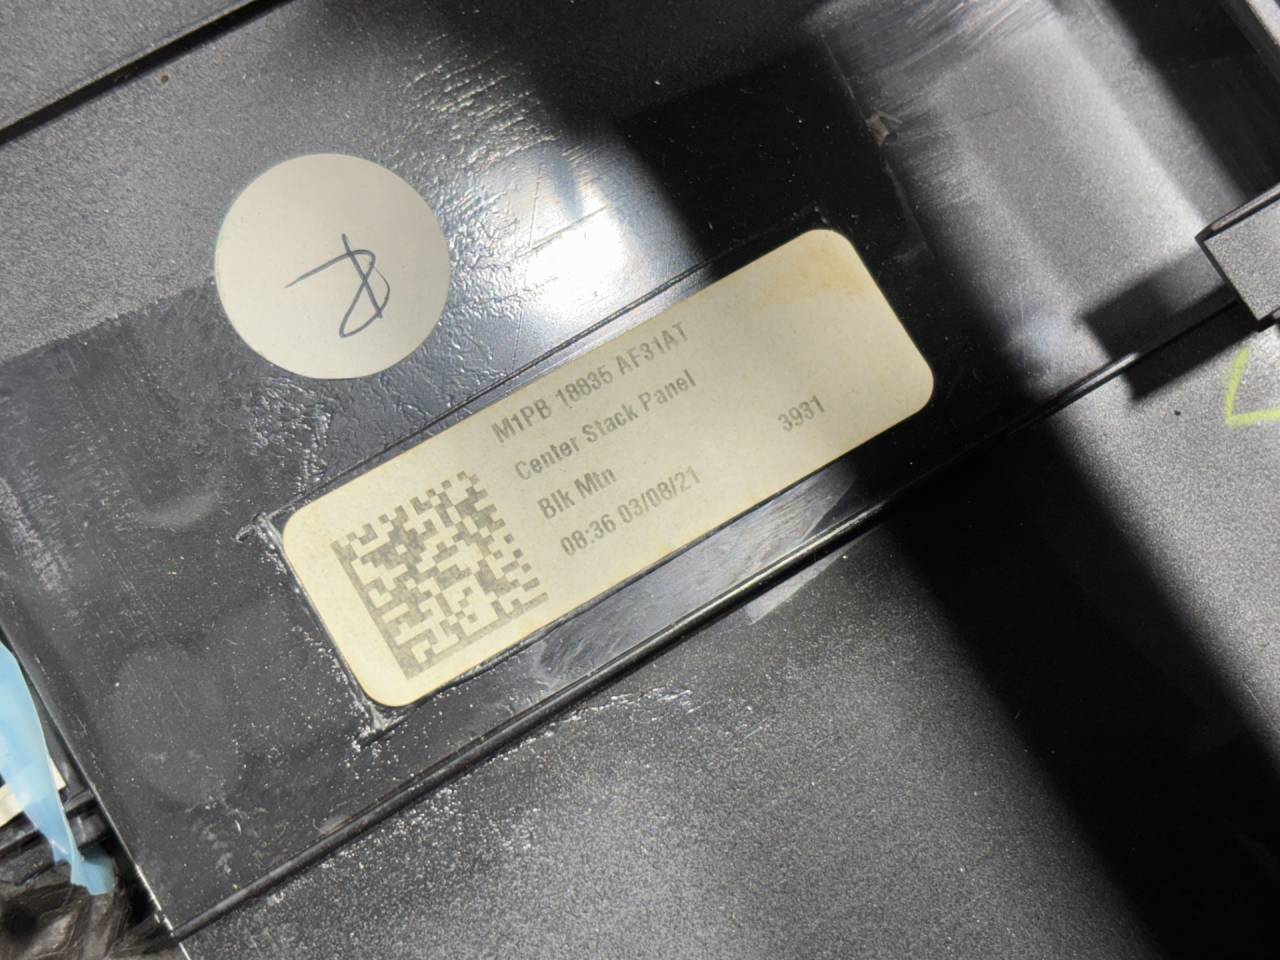 M1PB 18835 AF31AT
Center Stack Panel
Blk Mtn
3931
08:36 03/08/21